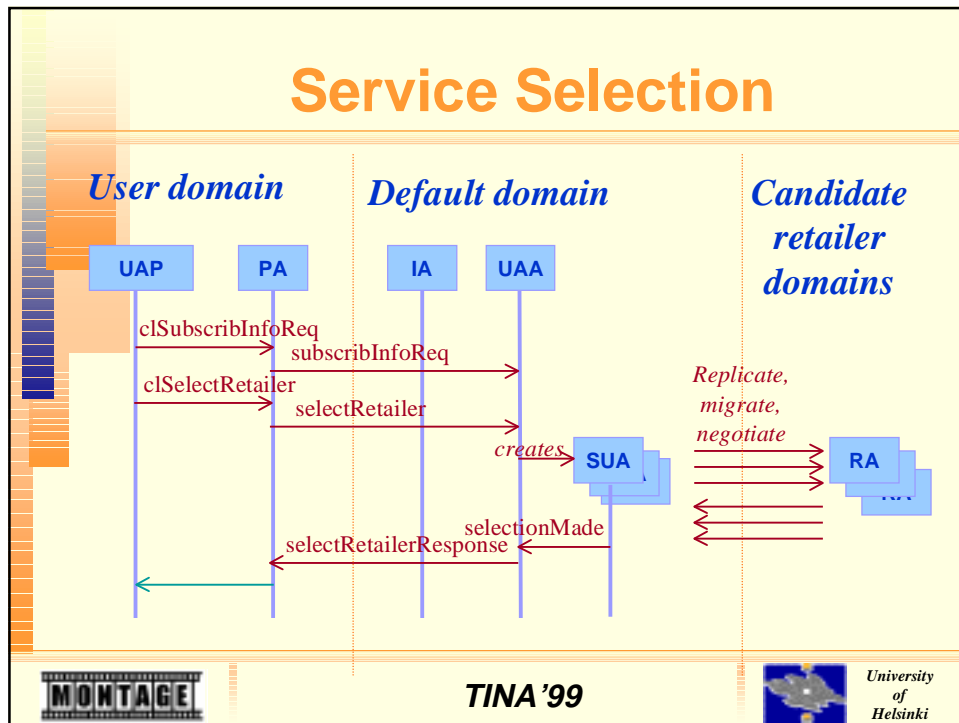 Service Selection
User domain
Default domain
Candidate
retailer
domains
UAP
PA
IA
UAA
clSubscribInfoReq
subscribInfoReq
clSelectRetailer
selectRetailer
Replicate,
migrate,
negotiate
creates
SUA
RA
RA
selectionMade
selectRetailerResponse
MONTAGE
TINA'99
University
of
Helsinki